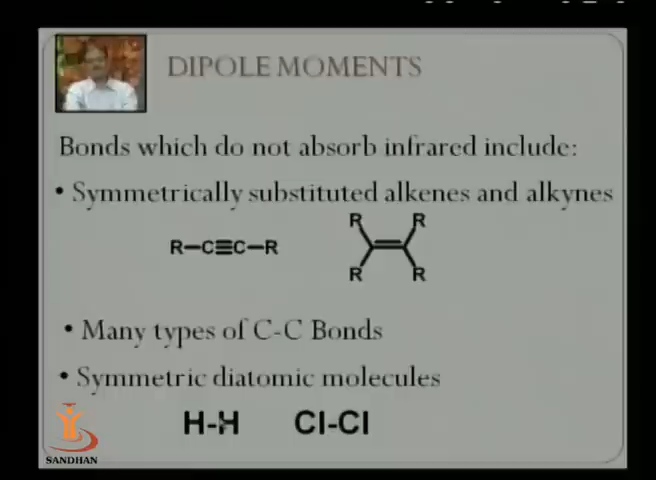 DIPOLE MOMENTS
Bonds which do not absorb infrared include:
• Symmetrically substituted alkenes and alkynes
R R
R–C≡C–R
R R
• Many types of C-C Bonds
• Symmetric diatomic molecules
H-H Cl-Cl
SANDHAN